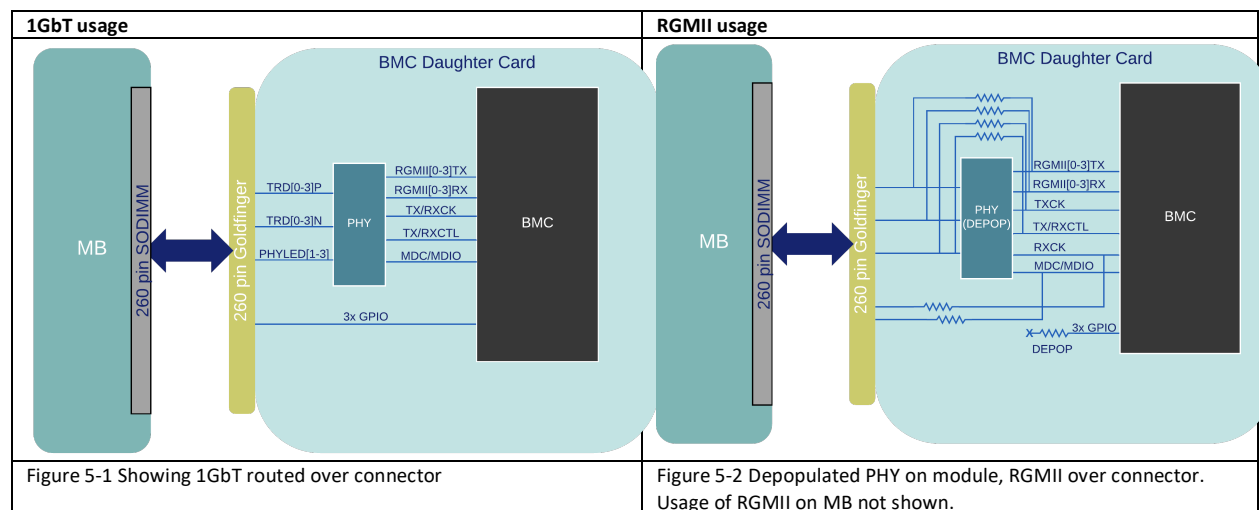 1GbT usage
BMC Daughter Card
MB
260 pin SODIMM
260 pin Goldfinger
TRD[0-3]P
TRD[0-3]N
PHYLED[1-3]
PHY
RGMII[0-3]TX
RGMII[0-3]RX
TX/RXCK
TX/RXCTL
MDC/MDIO
3x GPIO
BMC
Figure 5-1 Showing 1GbT routed over connector
RGMII usage
BMC Daughter Card
MB
260 pin SODIMM
260 pin Goldfinger
PHY
(DEPOP)
RGMII[0-3]TX
RGMII[0-3]RX
TXCK
TX/RXCTL
RXCK
MDC/MDIO
X
3x GPIO
DEPOP
BMC
Figure 5-2 Depopulated PHY on module, RGMII over connector.
Usage of RGMII on MB not shown.